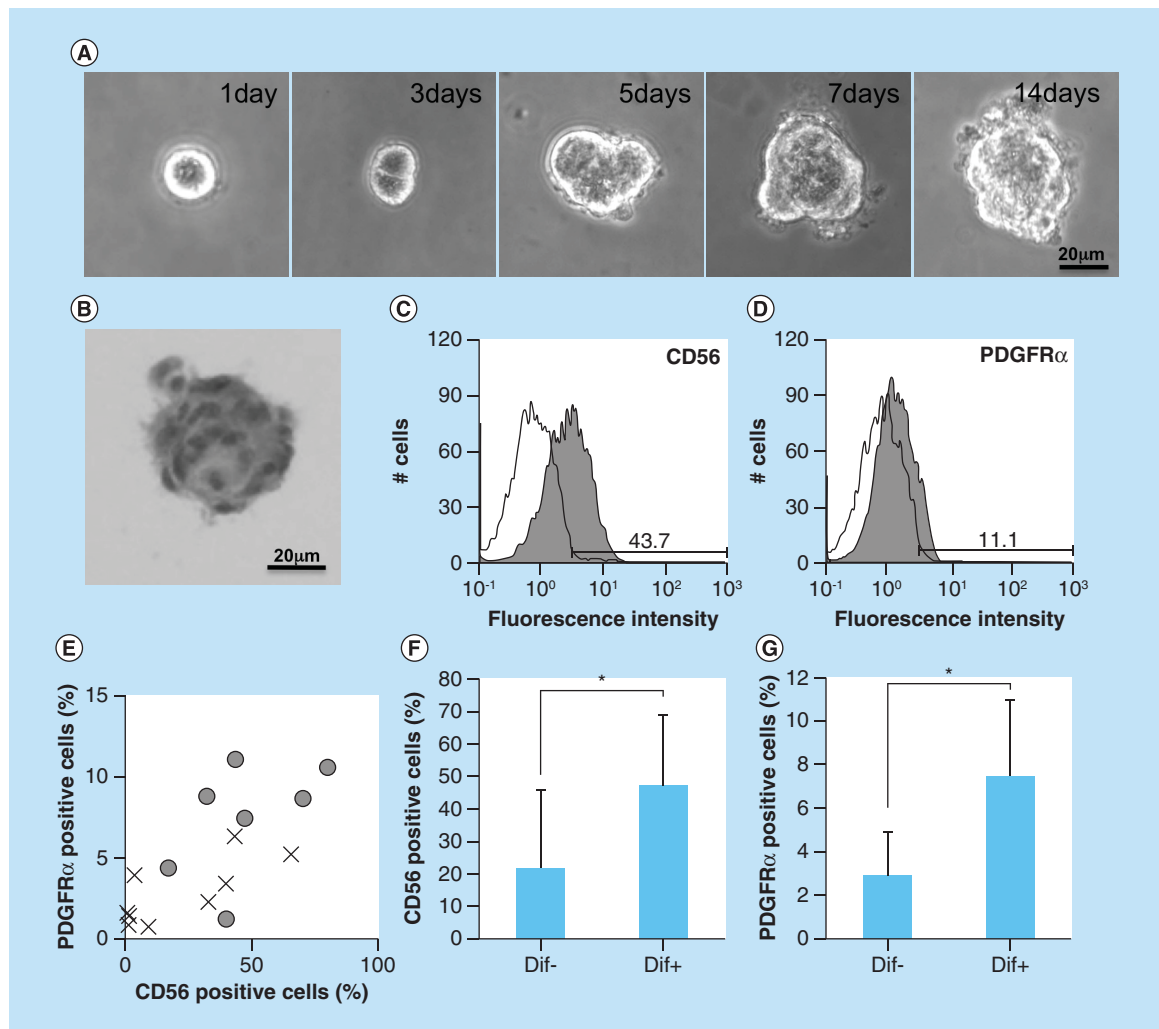 A
1day
3days
5days
7days
14days
20μm
B
20μm
C
CD56
120
90
60
30
0
# cells
43.7
10-1
100
101
102
103
Fluorescence intensity
D
PDGFRα
120
90
60
30
0
# cells
11.1
10-1
100
101
102
103
Fluorescence intensity
E
15
10
5
0
PDGFRα positive cells (%)
0
50
100
CD56 positive cells (%)
F
80
70
60
50
40
30
20
10
0
CD56 positive cells (%)
*
Dif-
Dif+
G
12
10
8
6
4
2
0
PDGFRα positive cells (%)
*
Dif-
Dif+